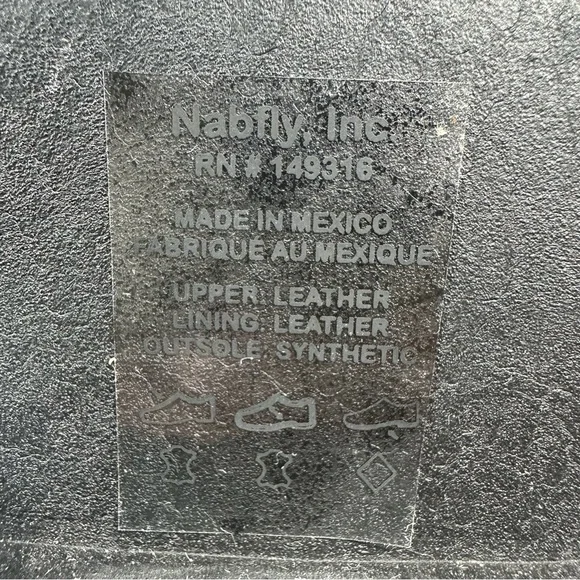 Nabfly, Inc
RN # 149316
MADE IN MEXICO
FABRIQUÉ AU MEXIQUE
UPPER: LEATHER
LINING: LEATHER
OUTSOLE: SYNTHETIC